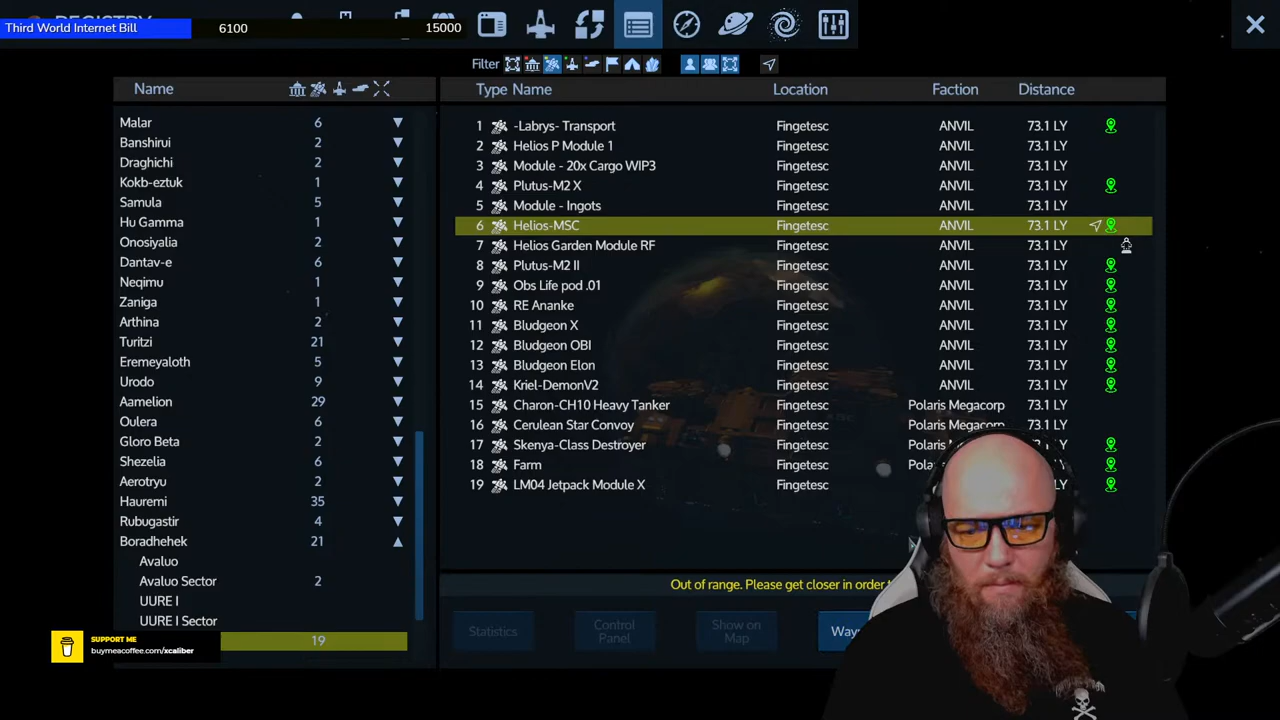 REGISTRY
Third World Internet Bill 6100 15000
Filter
Name
Malar 6
Banshirui 2
Draghichi 2
Kokb-eztuk 1
Samula 5
Hu Gamma 1
Onosiyalia 2
Dantav-e 6
Neqimu 1
Zaniga 1
Arthina 2
Turitzi 21
Eremeyaloth 5
Urodo 9
Aamelion 29
Oulera 6
Gloro Beta 2
Shezelia 6
Aerotryu 2
Hauremi 35
Rubugastir 4
Boradhehek 21
Avaluo
Avaluo Sector 2
UURE I
UURE I Sector
19
Type Name Location Faction Distance
1 -Labrys- Transport Fingetesc ANVIL 73.1 LY
2 Helios P Module 1 Fingetesc ANVIL 73.1 LY
3 Module - 20x Cargo WIP3 Fingetesc ANVIL 73.1 LY
4 Plutus-M2 X Fingetesc ANVIL 73.1 LY
5 Module - Ingots Fingetesc ANVIL 73.1 LY
6 Helios-MSC Fingetesc ANVIL 73.1 LY
7 Helios Garden Module RF Fingetesc ANVIL 73.1 LY
8 Plutus-M2 II Fingetesc ANVIL 73.1 LY
9 Obs Life pod .01 Fingetesc ANVIL 73.1 LY
10 RE Ananke Fingetesc ANVIL 73.1 LY
11 Bludgeon X Fingetesc ANVIL 73.1 LY
12 Bludgeon OBI Fingetesc ANVIL 73.1 LY
13 Bludgeon Elon Fingetesc ANVIL 73.1 LY
14 Kriel-DemonV2 Fingetesc ANVIL 73.1 LY
15 Charon-CH10 Heavy Tanker Fingetesc Polaris Megacorp 73.1 LY
16 Cerulean Star Convoy Fingetesc Polaris Megacorp 73.1 LY
17 Skenya-Class Destroyer Fingetesc Polaris 73.1 LY
18 Farm Fingetesc 73.1 LY
19 LM04 Jetpack Module X Fingetesc 73.1 LY
Out of range. Please get closer in order
Statistics
Control Panel
Show on Map
SUPPORT ME
buymeacoffee.com/xcaliber